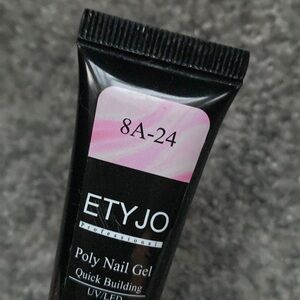 8A-24
ETYJO
Professional
Poly Nail Gel
Quick Building
UV/LED